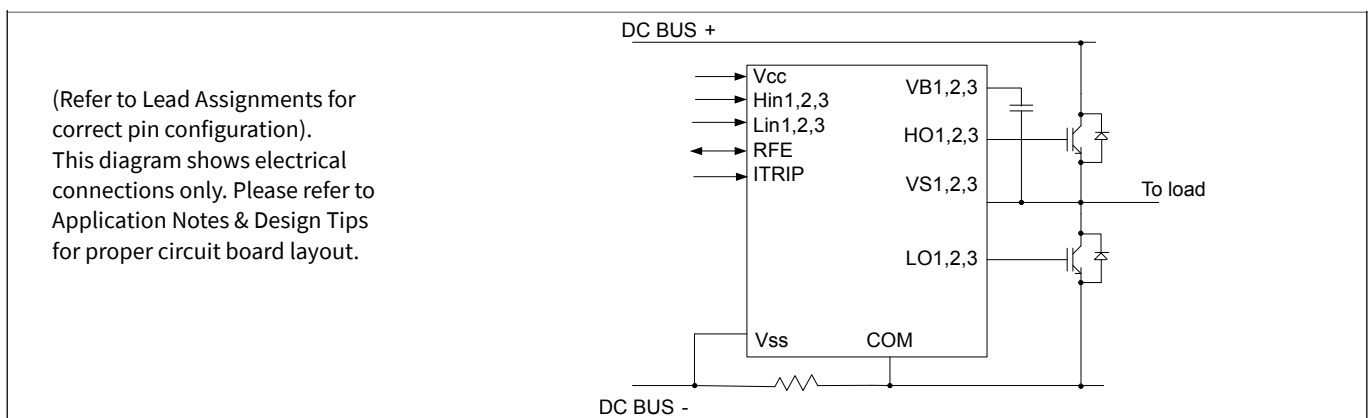 (Refer to Lead Assignments for
correct pin configuration).
This diagram shows electrical
connections only. Please refer to
Application Notes & Design Tips
for proper circuit board layout.
DC BUS +
Vcc
Hin1,2,3
Lin1,2,3
RFE
ITRIP
VB1,2,3
HO1,2,3
VS1,2,3
To load
LO1,2,3
Vss
COM
DC BUS -